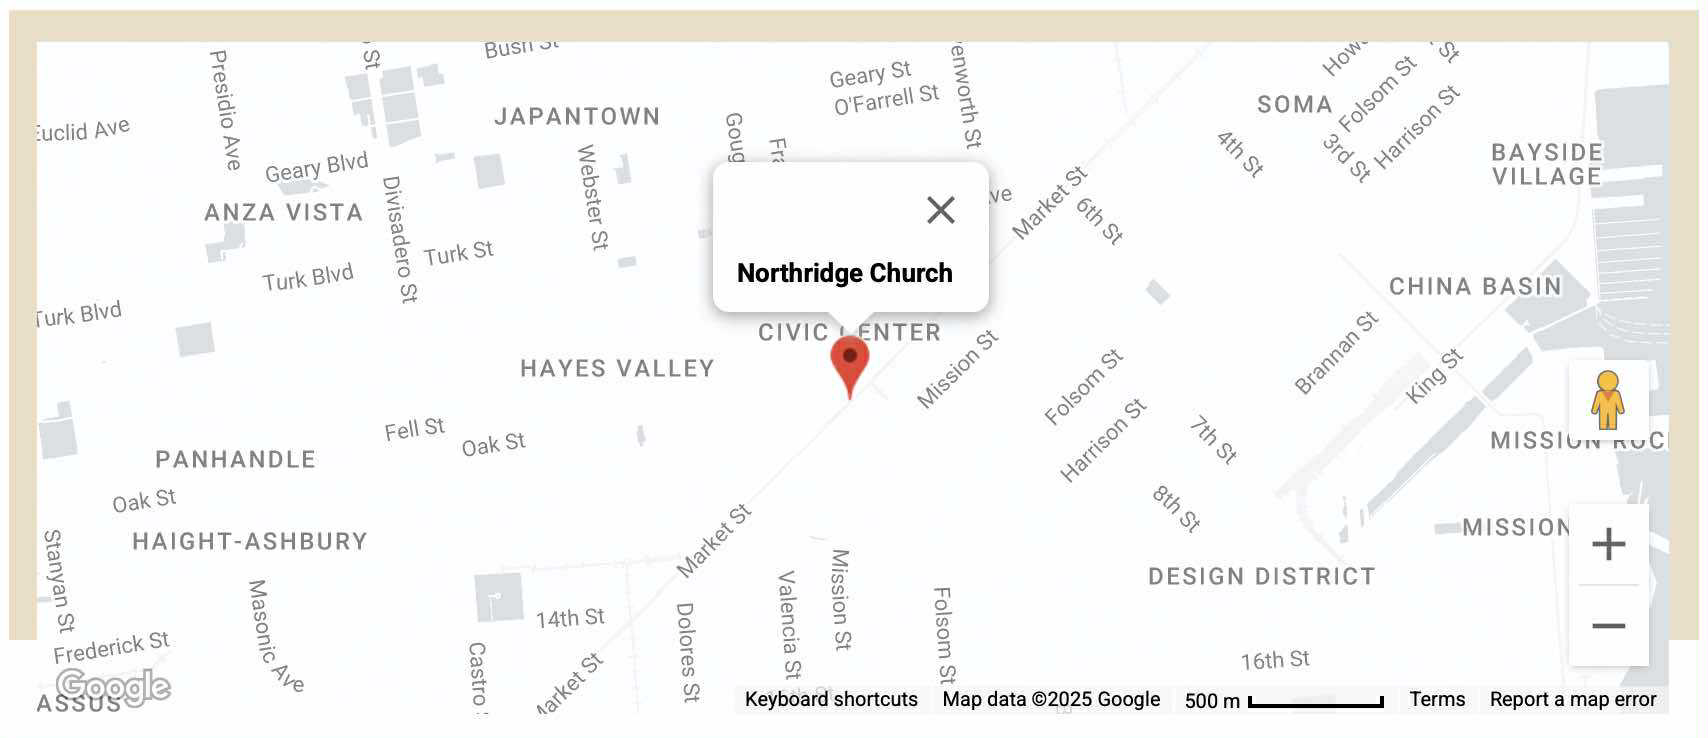 Bush St
Presidio Ave
St
Euclid Ave
JAPANTOWN
Geary St
O'Farrell St
SOMA
Folsom St
3rd St
Harrison St
4th St
BAYSIDE
VILLAGE
Geary Blvd
ANZA VISTA
Divisadero St
Webster St
Turk St
Turk Blvd
Turk Blvd
Market St
6th St
Northridge Church
CHINA BASIN
CIVIC CENTER
HAYES VALLEY
Mission St
Folsom St
Brannan St
King St
Harrison St
7th St
8th St
Fell St
Oak St
PANHANDLE
Oak St
HAIGHT-ASHBURY
MISSION ROC
MISSION
DESIGN DISTRICT
Market St
Stanyan St
Masonic Ave
Frederick St
14th St
Castro
Market St
Dolores St
Valencia St
Mission St
Folsom St
16th St
Google
ASSUS
Keyboard shortcuts
Map data ©2025 Google
500 m
Terms
Report a map error